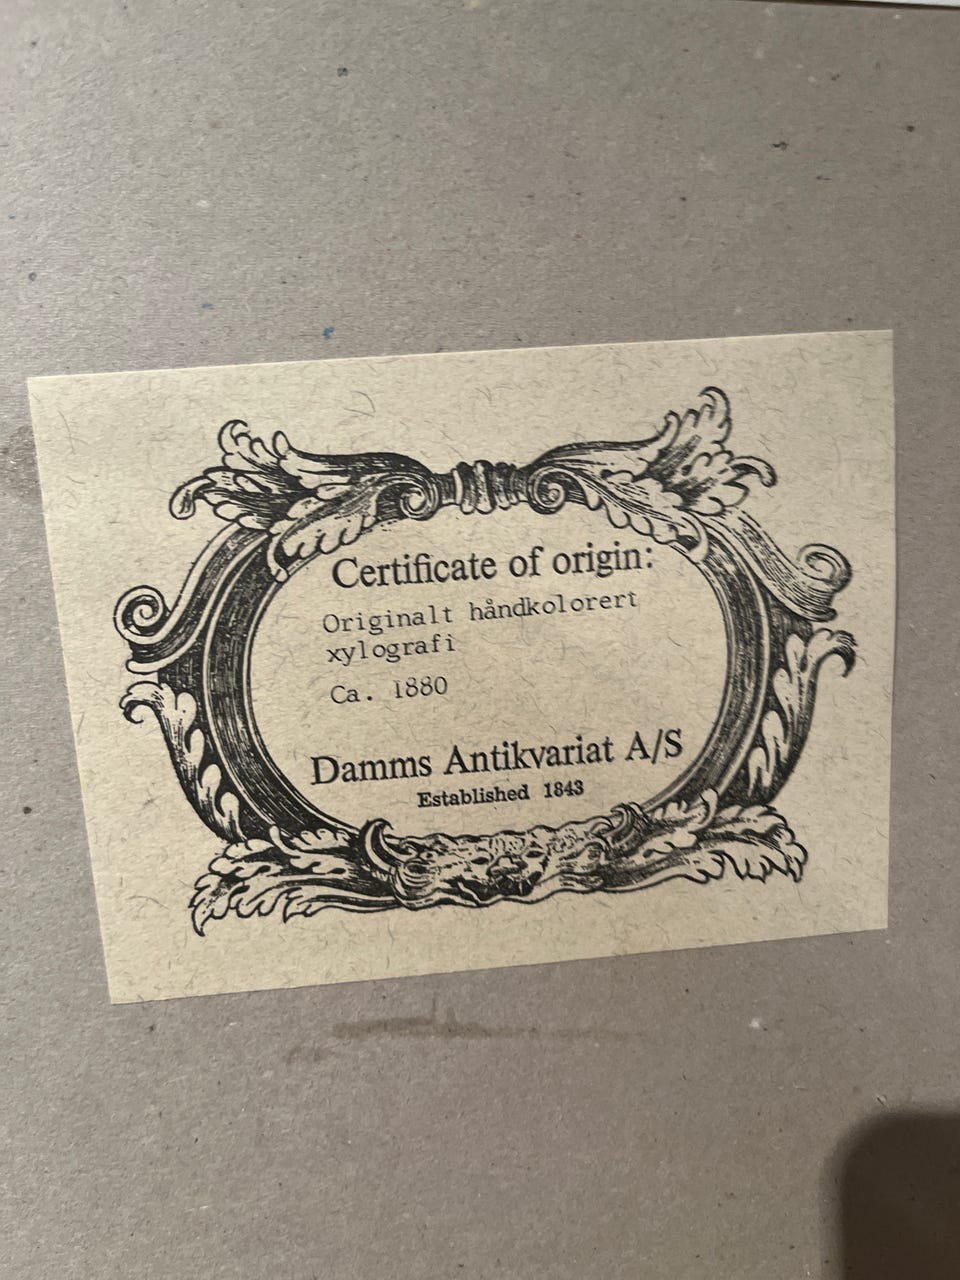 Certificate of origin:
Originalt håndkolorert
xylografi
Ca. 1880
Damms Antikvariat A/S
Established 1843